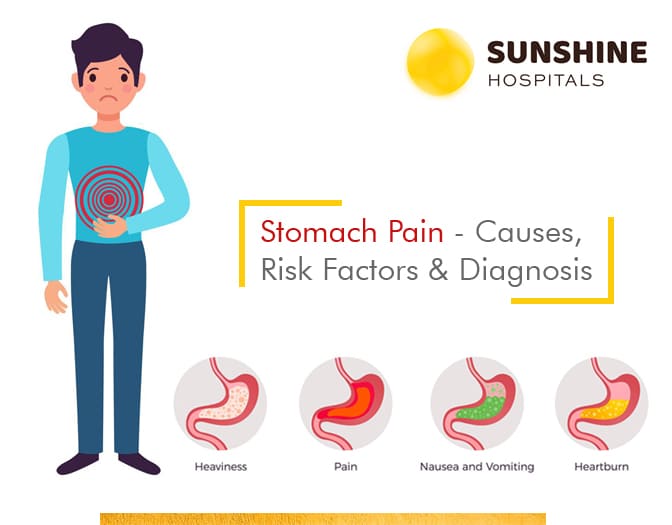 SUNSHINE
HOSPITALS
Stomach Pain - Causes,
Risk Factors & Diagnosis
Heaviness
Pain
Nausea and Vomiting
Heartburn